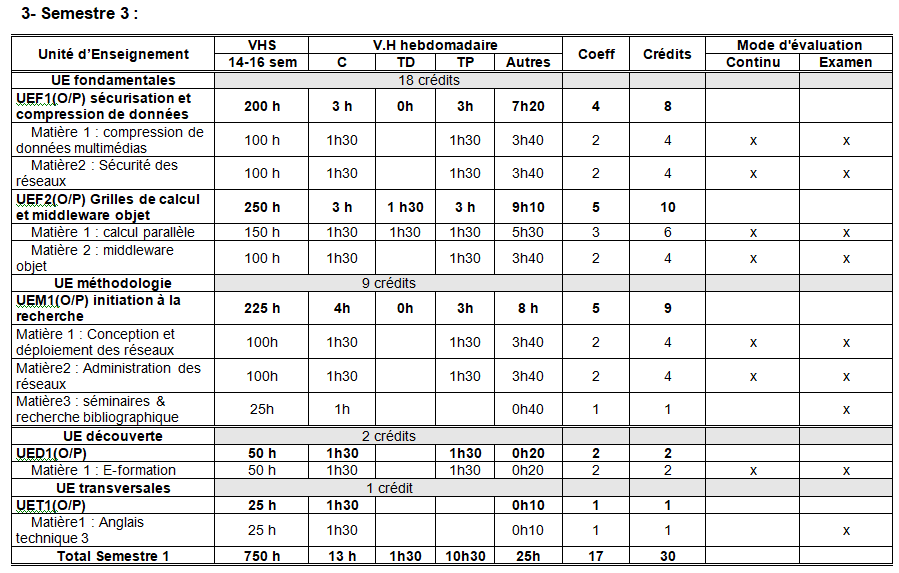 3- Semestre 3 :
Unité d'Enseignement VHS V.H hebdomadaire Coeff Crédits Mode d'évaluation
14-16 sem C TD TP Autres Continu Examen
UE fondamentales 18 crédits
UEF1(O/P) sécurisation et
compression de données 200 h 3 h 0h 3h 7h20 4 8
Matière 1 : compression de
données multimédias 100 h 1h30 1h30 3h40 2 4 x x
Matière2 : Sécurité des
réseaux 100 h 1h30 1h30 3h40 2 4 x x
UEF2(O/P) Grilles de calcul
et middleware objet 250 h 3 h 1 h30 3 h 9h10 5 10
Matière 1 : calcul parallèle 150 h 1h30 1h30 1h30 5h30 3 6 x x
Matière 2 : middleware
objet 100 h 1h30 1h30 3h40 2 4 x x
UE méthodologie 9 crédits
UEM1(O/P) initiation à la
recherche 225 h 4h 0h 3h 8 h 5 9
Matière 1 : Conception et
déploiement des réseaux 100h 1h30 1h30 3h40 2 4 x x
Matière2 : Administration des
réseaux 100h 1h30 1h30 3h40 2 4 x x
Matière3 : séminaires &
recherche bibliographique 25h 1h 0h40 1 1 x
UE découverte 2 crédits
UED1(O/P) 50 h 1h30 1h30 0h20 2 2
Matière 1 : E-formation 50 h 1h30 1h30 0h20 2 2 x x
UE transversales 1 crédit
UET1(O/P) 25 h 1h30 0h10 1 1
Matière1 : Anglais
technique 3 25 h 1h30 0h10 1 1 x
Total Semestre 1 750 h 13 h 1h30 10h30 25h 17 30